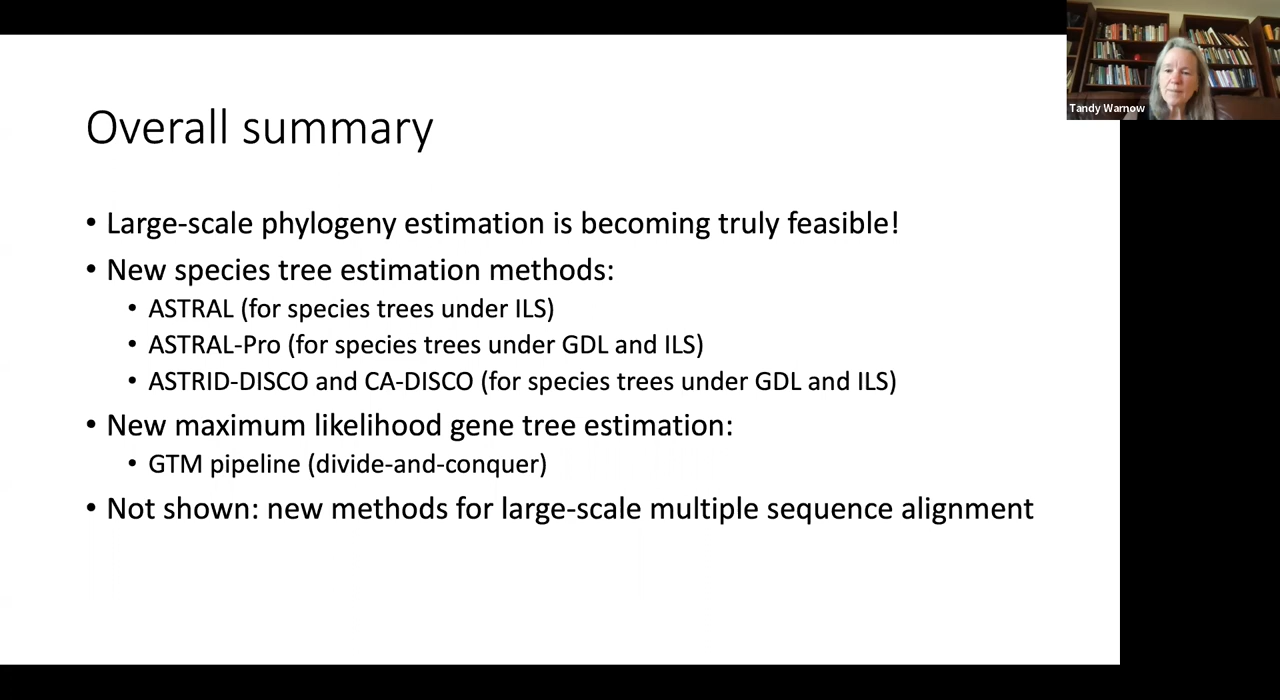 Tandy Warnow
Overall summary
• Large-scale phylogeny estimation is becoming truly feasible!
• New species tree estimation methods:
• ASTRAL (for species trees under ILS)
• ASTRAL-Pro (for species trees under GDL and ILS)
• ASTRID-DISCO and CA-DISCO (for species trees under GDL and ILS)
• New maximum likelihood gene tree estimation:
• GTM pipeline (divide-and-conquer)
• Not shown: new methods for large-scale multiple sequence alignment